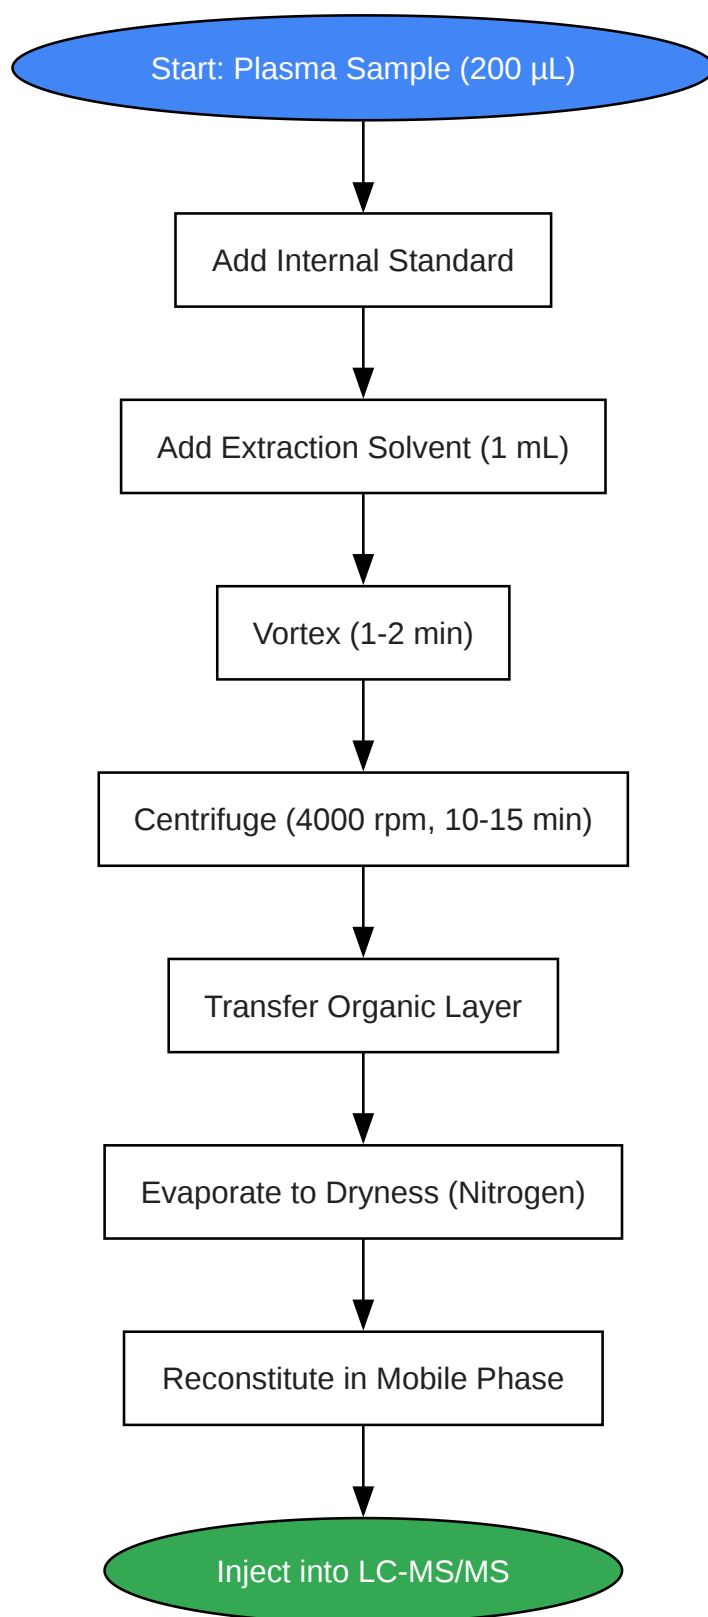 Start: Plasma Sample (200 µL)
Add Internal Standard
Add Extraction Solvent (1 mL)
Vortex (1-2 min)
Centrifuge (4000 rpm, 10-15 min)
Transfer Organic Layer
Evaporate to Dryness (Nitrogen)
Reconstitute in Mobile Phase
Inject into LC-MS/MS